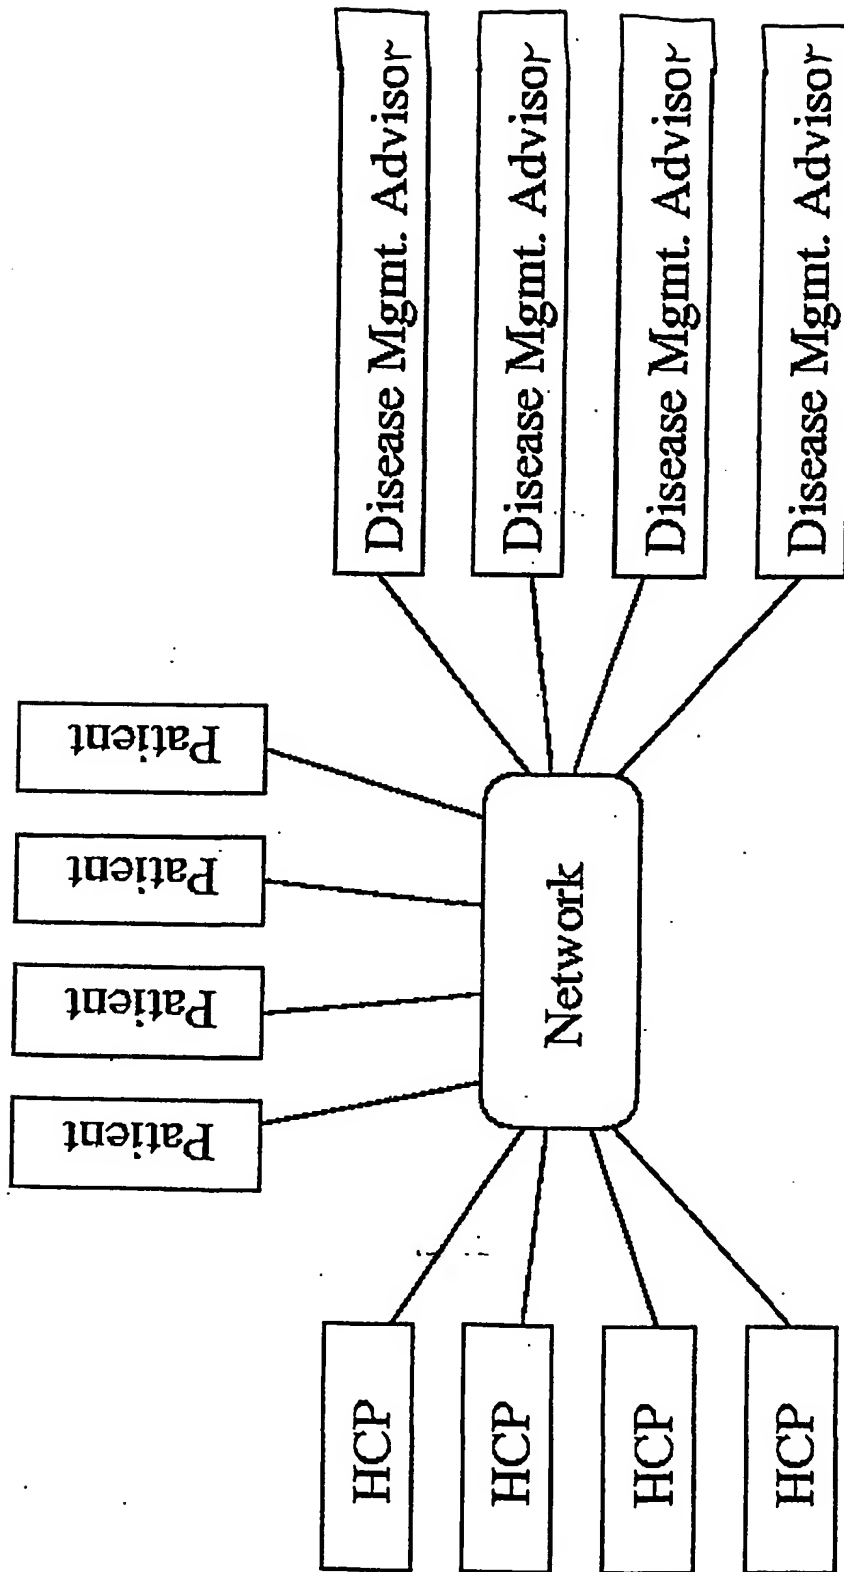 Patient
Patient
Patient
Patient
HCP
HCP
HCP
HCP
Network
Disease Mgmt. Advisor
Disease Mgmt. Advisor
Disease Mgmt. Advisor
Disease Mgmt. Advisor